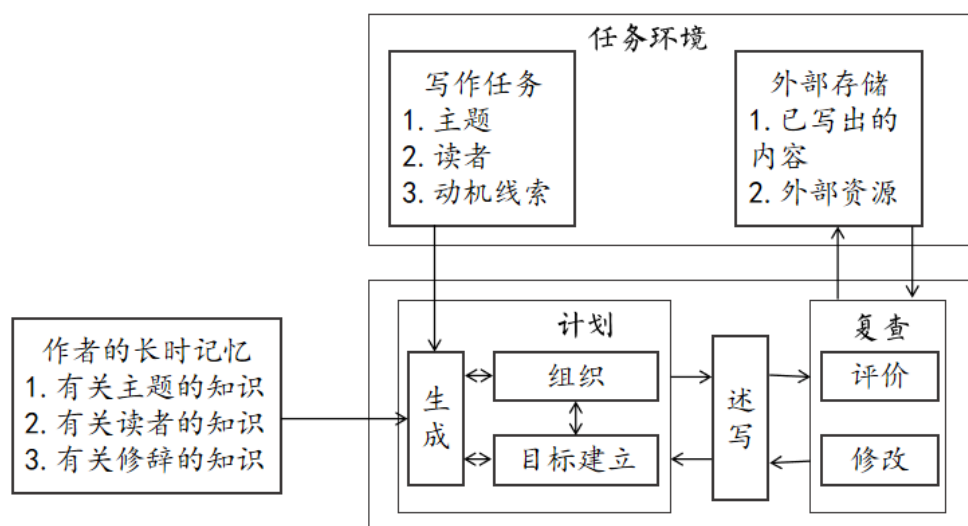 任务环境
写作任务
1. 主题
2. 读者
3. 动机线索
外部存储
1. 已写出的
内容
2. 外部资源
作者的长时记忆
1. 有关主题的知识
2. 有关读者的知识
3. 有关修辞的知识
计划
生成
组织
目标建立
述写
复查
评价
修改